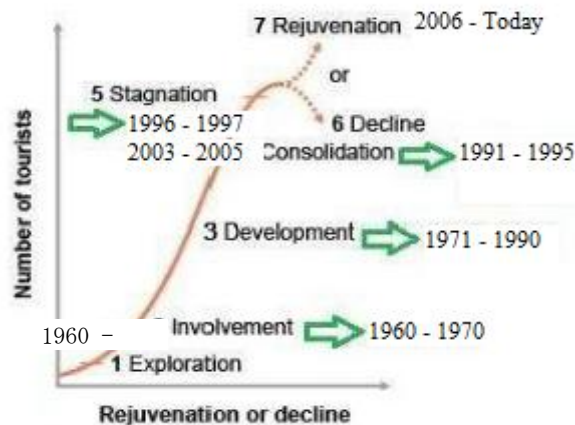 7 Rejuvenation 2006 - Today
or
5 Stagnation
1996 - 1997
6 Decline
2003 - 2005 Consolidation 1991 - 1995
3 Development 1971 - 1990
1960 – Involvement 1960 - 1970
1 Exploration
Number of tourists
Rejuvenation or decline